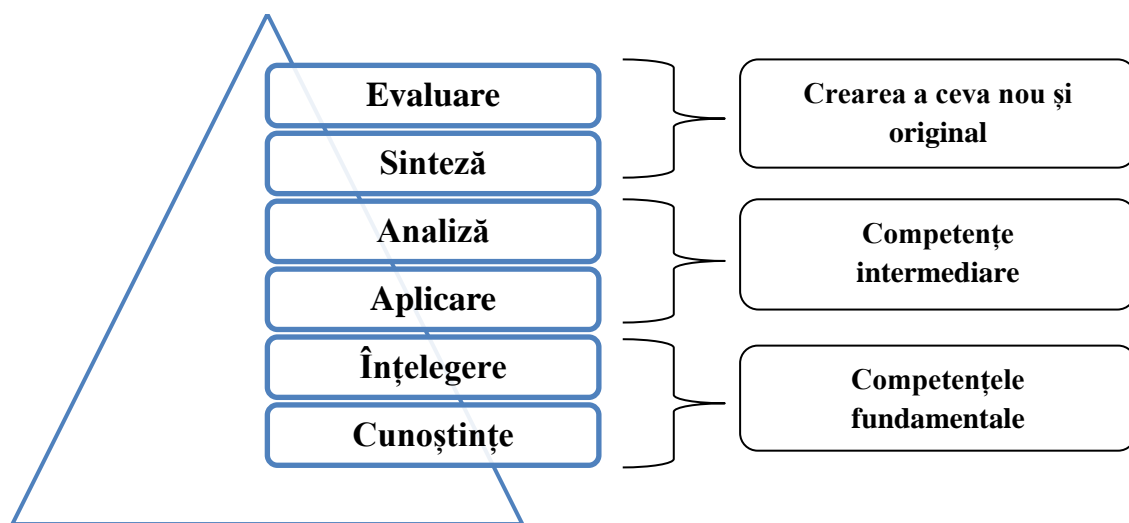 Evaluare
Sinteză
Analiză
Aplicare
Înțelegere
Cunoștințe
Crearea a ceva nou și
original
Competențe
intermediare
Competențele
fundamentale